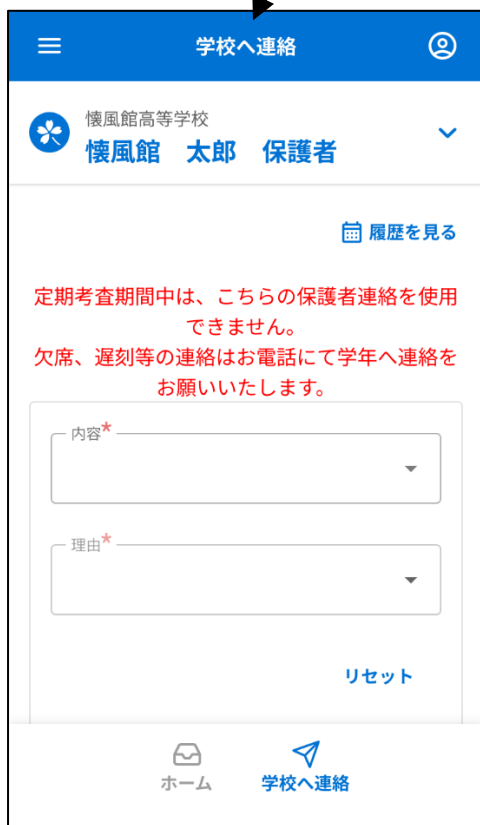 学校へ連絡
懐風館高等学校
懐風館　太郎　保護者
履歴を見る
定期考査期間中は、こちらの保護者連絡を使用
できません。
欠席、遅刻等の連絡はお電話にて学年へ連絡を
お願いいたします。
内容*
理由*
リセット
ホーム
学校へ連絡